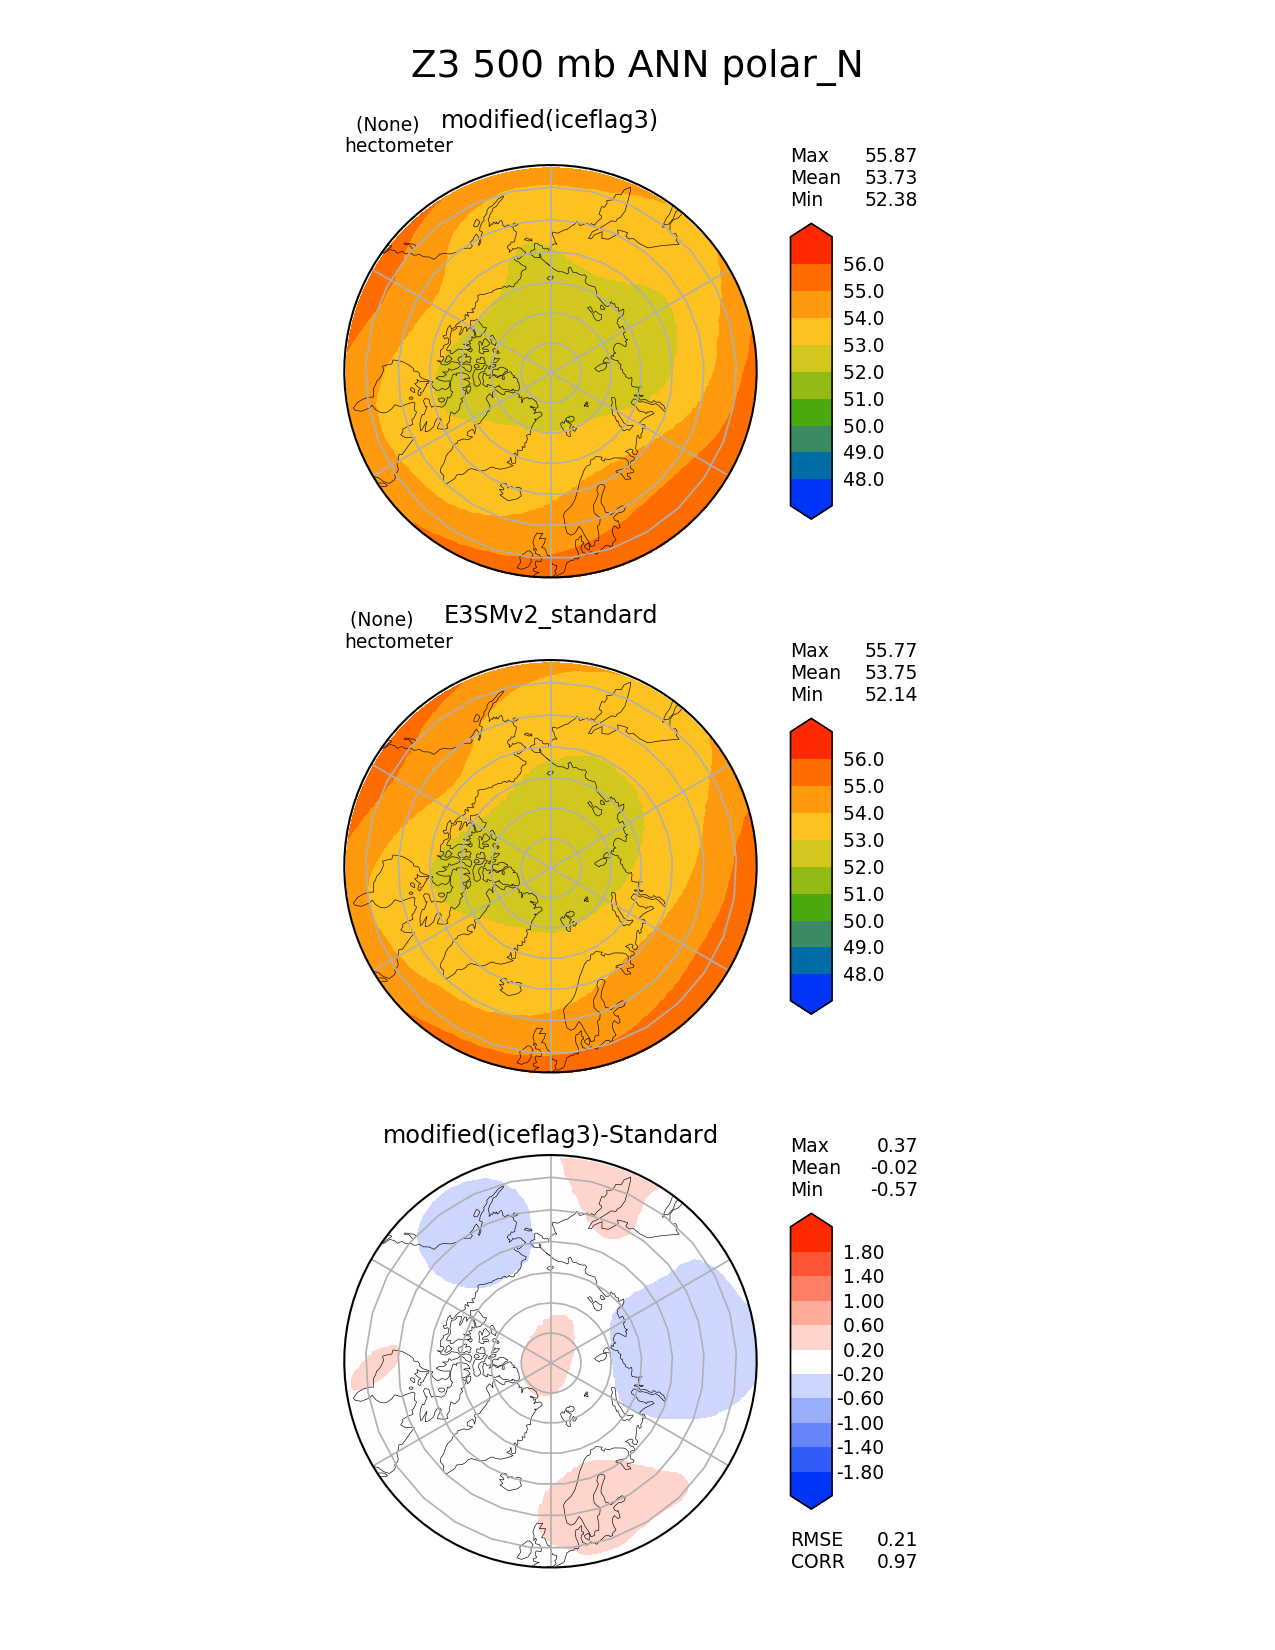 Z3 500 mb ANN polar_N
(None) modified(iceflag3)
hectometer
Max 55.87
Mean 53.73
Min 52.38
56.0
55.0
54.0
53.0
52.0
51.0
50.0
49.0
48.0
(None) E3SMv2_standard
hectometer
Max 55.77
Mean 53.75
Min 52.14
56.0
55.0
54.0
53.0
52.0
51.0
50.0
49.0
48.0
modified(iceflag3)-Standard
Max 0.37
Mean -0.02
Min -0.57
1.80
1.40
1.00
0.60
0.20
-0.20
-0.60
-1.00
-1.40
-1.80
RMSE 0.21
CORR 0.97